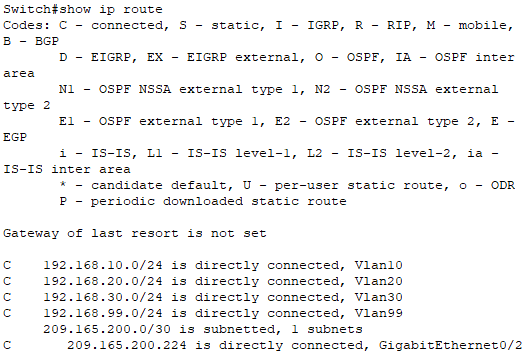 Switch#show ip route
Codes: C - connected, S - static, I - IGRP, R - RIP, M - mobile,
B - BGP
       D - EIGRP, EX - EIGRP external, O - OSPF, IA - OSPF inter
area
       N1 - OSPF NSSA external type 1, N2 - OSPF NSSA external
type 2
       E1 - OSPF external type 1, E2 - OSPF external type 2, E -
EGP
       i - IS-IS, L1 - IS-IS level-1, L2 - IS-IS level-2, ia -
IS-IS inter area
       * - candidate default, U - per-user static route, o - ODR
       P - periodic downloaded static route

Gateway of last resort is not set

C    192.168.10.0/24 is directly connected, Vlan10
C    192.168.20.0/24 is directly connected, Vlan20
C    192.168.30.0/24 is directly connected, Vlan30
C    192.168.99.0/24 is directly connected, Vlan99
     209.165.200.0/30 is subnetted, 1 subnets
C       209.165.200.224 is directly connected, GigabitEthernet0/2